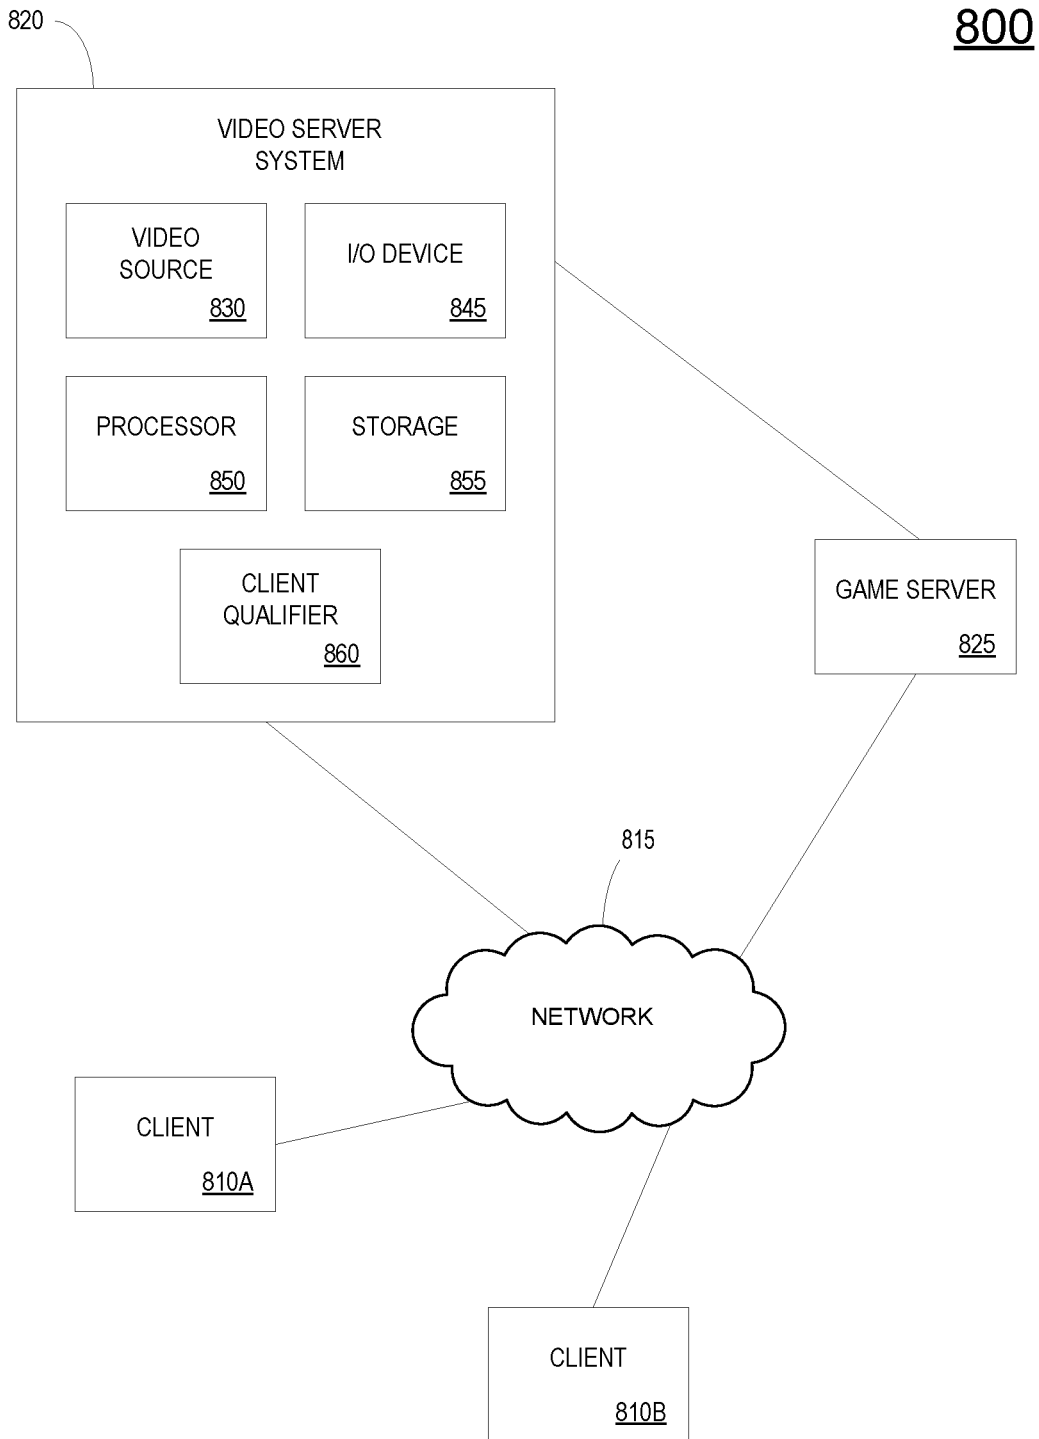 820
800
VIDEO SERVER
SYSTEM
VIDEO
SOURCE
830
I/O DEVICE
845
PROCESSOR
850
STORAGE
855
CLIENT
QUALIFIER
860
GAME SERVER
825
815
NETWORK
CLIENT
810A
CLIENT
810B